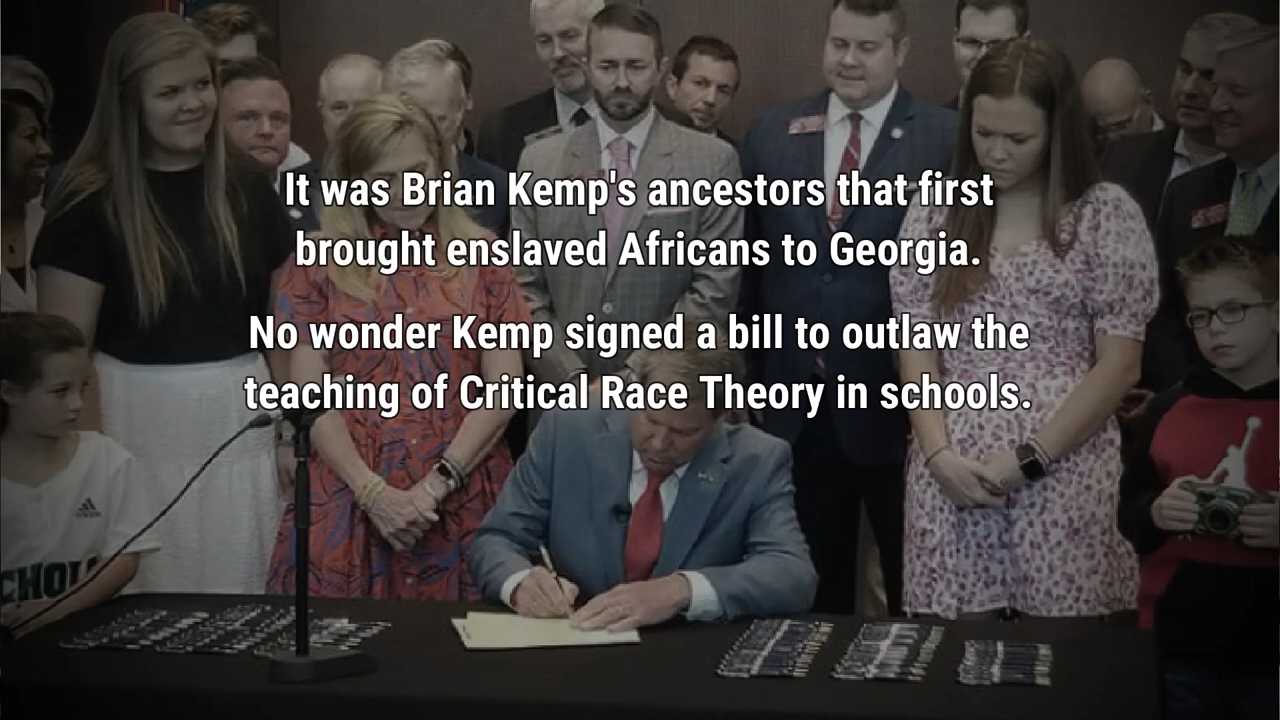 It was Brian Kemp's ancestors that first
brought enslaved Africans to Georgia.
No wonder Kemp signed a bill to outlaw the
teaching of Critical Race Theory in schools.